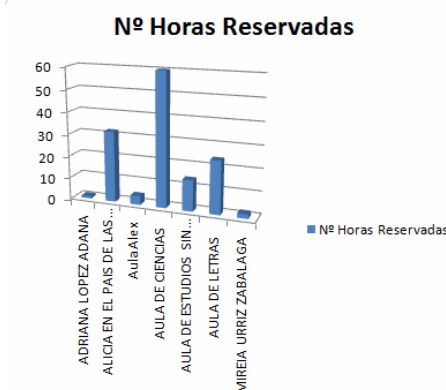 Nº Horas Reservadas
60
50
40
30
20
10
0
ADRIANA LOPEZ ADANA
ALICIA EN EL PAIS DE LAS...
AulaAlex
AULA DE CIENCIAS
AULA DE ESTUDIOS SIN...
AULA DE LETRAS
MIREIA URRIZ ZABALAGA
Nº Horas Reservadas